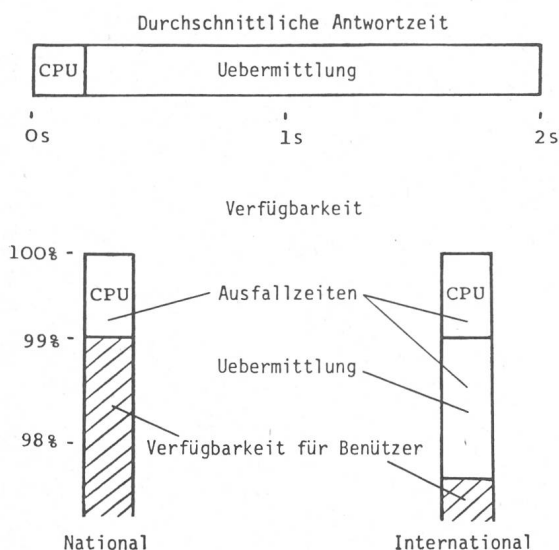 Durchschnittliche Antwortzeit
CPU Uebermittlung
0s 1s 2s
Verfügbarkeit
100%
CPU Ausfallzeiten CPU
99%
Uebermittlung
98%
Verfügbarkeit für Benützer
National International